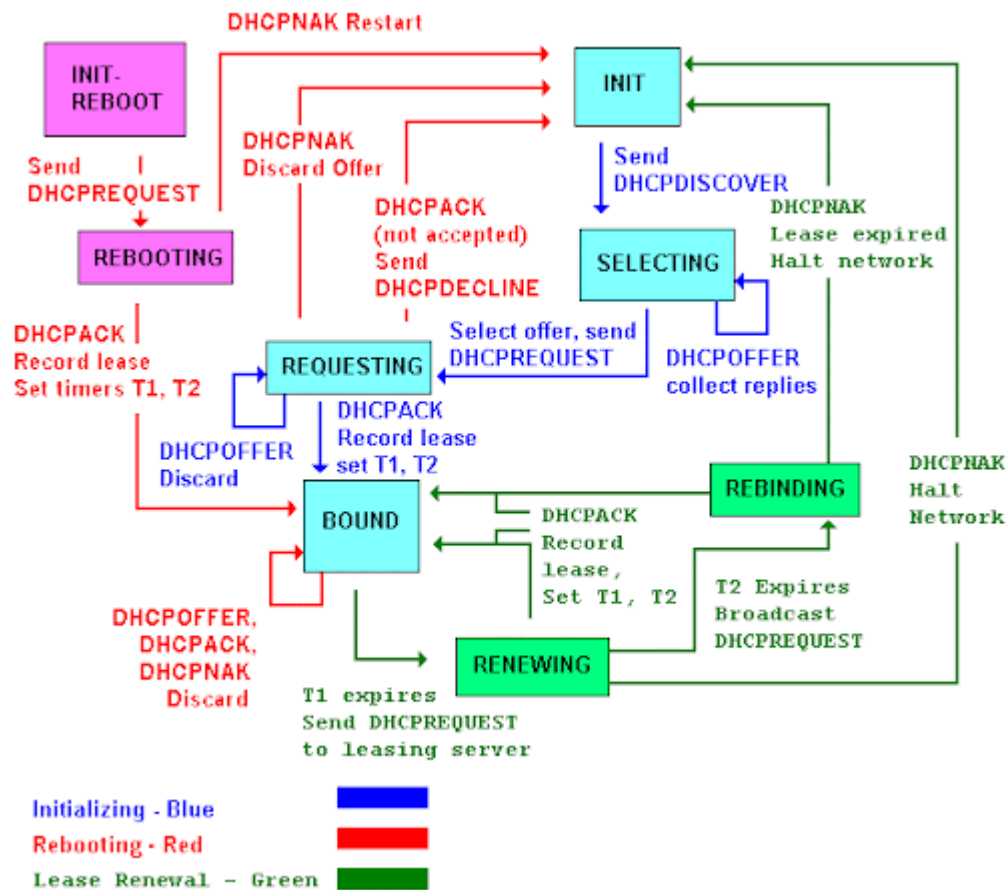 DHCPNAK Restart
INIT-
REBOOT
INIT
DHCPNAK
Discard Offer
Send
DHCPREQUEST
Send
DHCPDISCOVER
DHCPACK
(not accepted)
Send
DHCPDECLINE
DHCPNAK
Lease expired
Halt network
REBOOTING
SELECTING
DHCPACK
Record lease
Set timers T1, T2
Select offer, send
DHCPREQUEST
REQUESTING
DHCPOFFER
collect replies
DHCPACK
Record lease
set T1, T2
DHCPOFFER
Discard
DHCPNAK
Halt
Network
REBINDING
BOUND
DHCPACK
Record
lease,
Set T1, T2
T2 Expires
Broadcast
DHCPREQUEST
DHCPOFFER,
DHCPACK,
DHCPNAK
Discard
RENEWING
T1 expires
Send DHCPREQUEST
to leasing server
Initializing - Blue
Rebooting - Red
Lease Renewal - Green